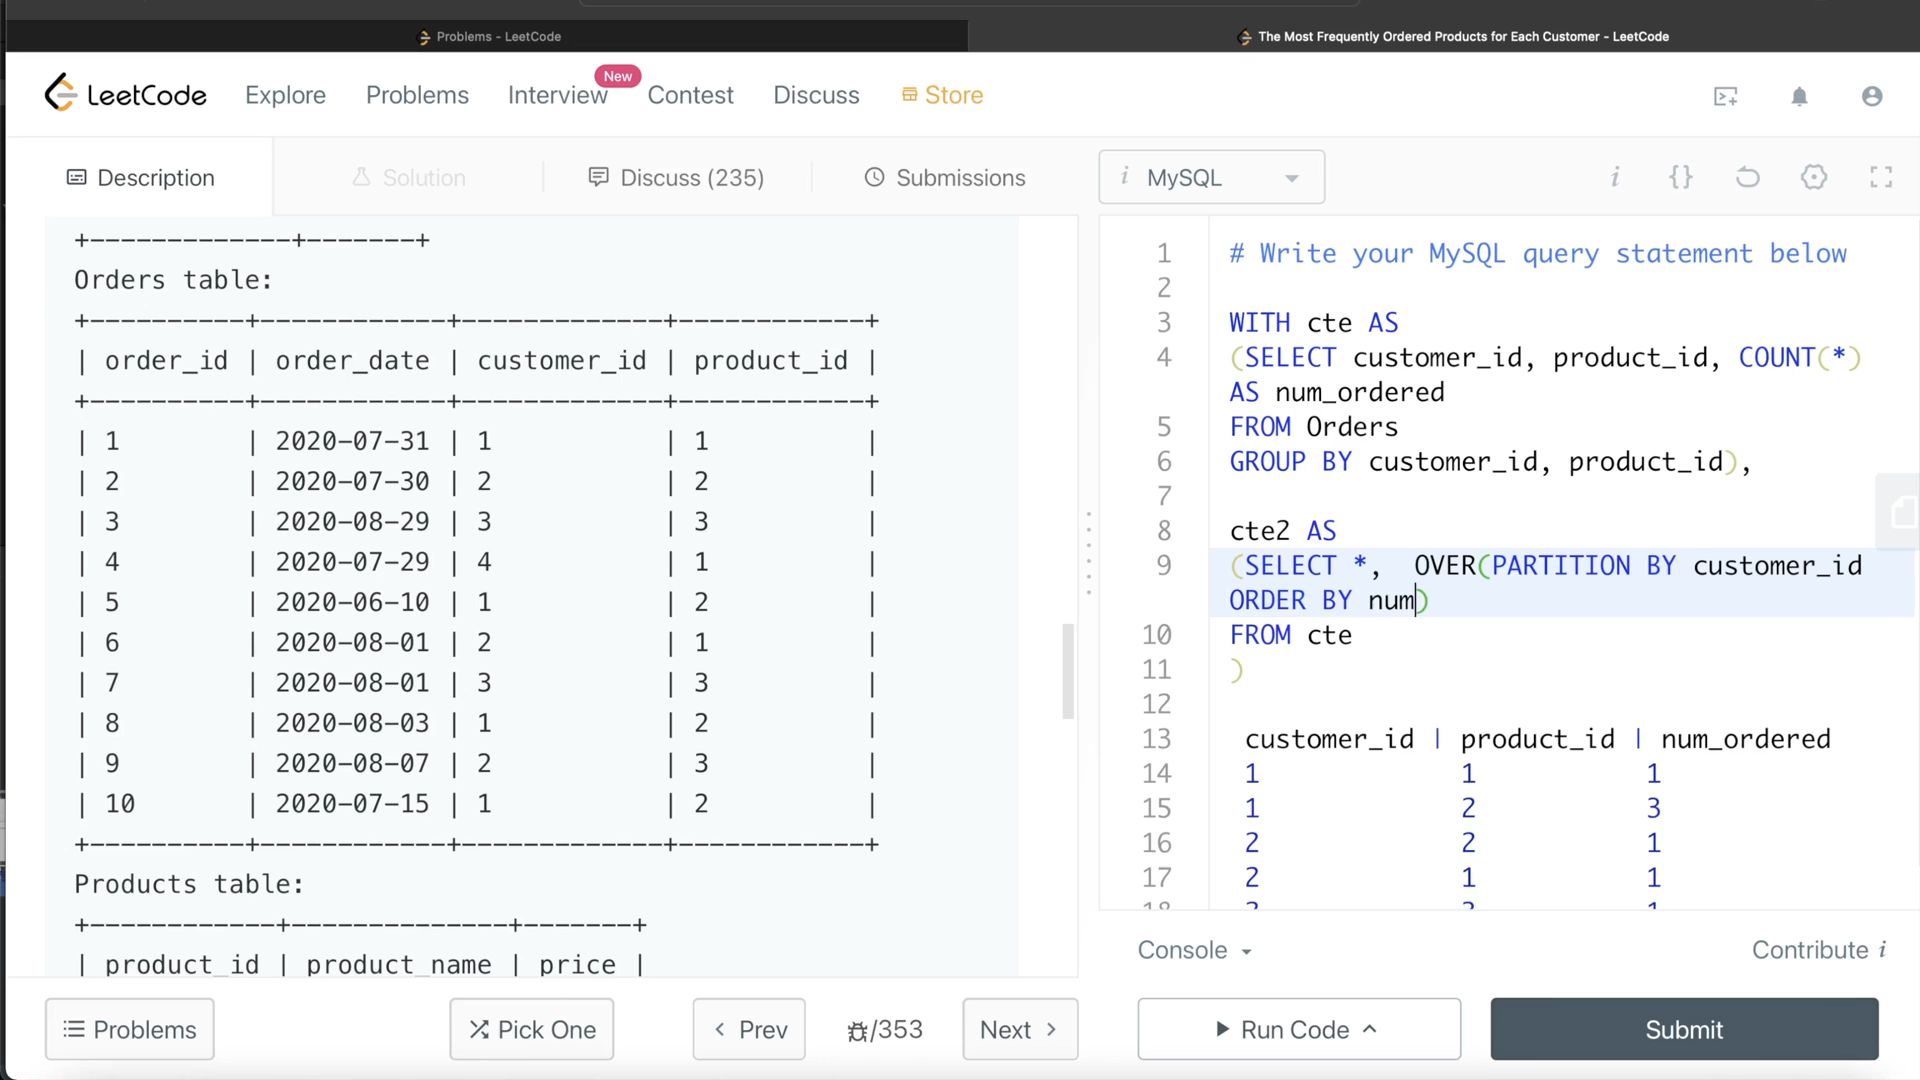 Problems - LeetCode
The Most Frequently Ordered Products for Each Customer - LeetCode
LeetCode
Explore
Problems
Interview
New
Contest
Discuss
Store
Description
Solution
Discuss (235)
Submissions
i MySQL
i {}
+-------------+-------+
Orders table:
+----------+------------+-------------+------------+
| order_id | order_date | customer_id | product_id |
+----------+------------+-------------+------------+
| 1        | 2020-07-31 | 1           | 1          |
| 2        | 2020-07-30 | 2           | 2          |
| 3        | 2020-08-29 | 3           | 3          |
| 4        | 2020-07-29 | 4           | 1          |
| 5        | 2020-06-10 | 1           | 2          |
| 6        | 2020-08-01 | 2           | 1          |
| 7        | 2020-08-01 | 3           | 3          |
| 8        | 2020-08-03 | 1           | 2          |
| 9        | 2020-08-07 | 2           | 3          |
| 10       | 2020-07-15 | 1           | 2          |
+----------+------------+-------------+------------+
Products table:
+------------+--------------+-------+
| product_id | product_name | price |
1 # Write your MySQL query statement below
2
3 WITH cte AS
4 (SELECT customer_id, product_id, COUNT(*)
AS num_ordered
5 FROM Orders
6 GROUP BY customer_id, product_id),
7
8 cte2 AS
9 (SELECT *,  OVER(PARTITION BY customer_id
ORDER BY num)
10 FROM cte
11 )
12
13 customer_id | product_id | num_ordered
14 1 1 1
15 1 2 3
16 2 2 1
17 2 1 1
Console
Contribute i
Problems
Pick One
Prev
/353
Next
Run Code
Submit